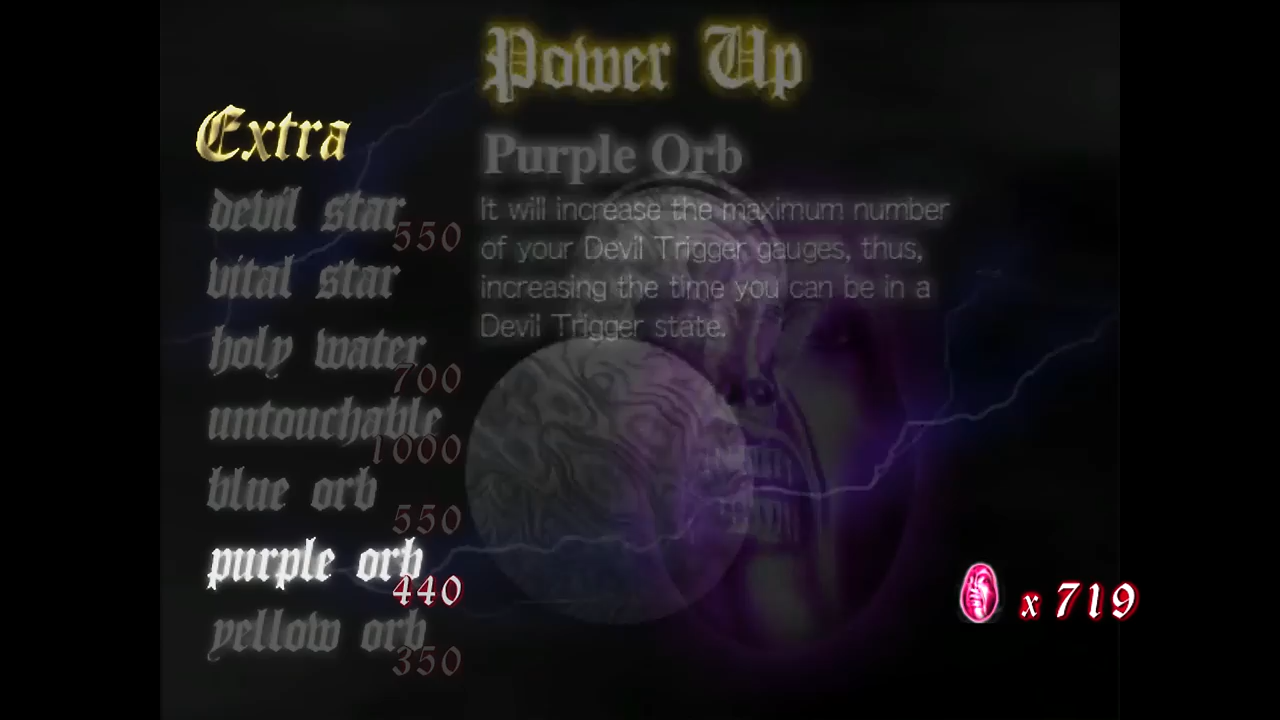 Power Up
Extra
Purple Orb
It will increase the maximum number
of your Devil Trigger gauges, thus,
increasing the time you can be in a
Devil Trigger state.
devil star
550
vital star
holy water
700
untouchable
1000
blue orb
550
purple orb
440
yellow orb
350
x 719